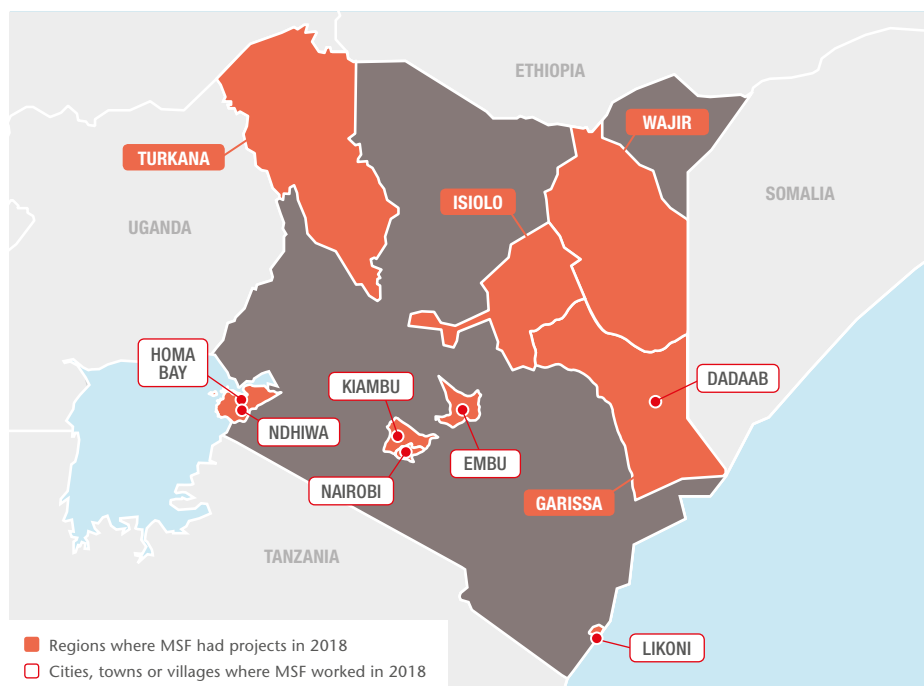 ETHIOPIA
WAJIR
TURKANA
SOMALIA
ISIOLO
UGANDA
HOMA
BAY
DADAAB
KIAMBU
NDHIWA
EMBU
NAIROBI
GARISSA
TANZANIA
LIKONI
Regions where MSF had projects in 2018
Cities, towns or villages where MSF worked in 2018